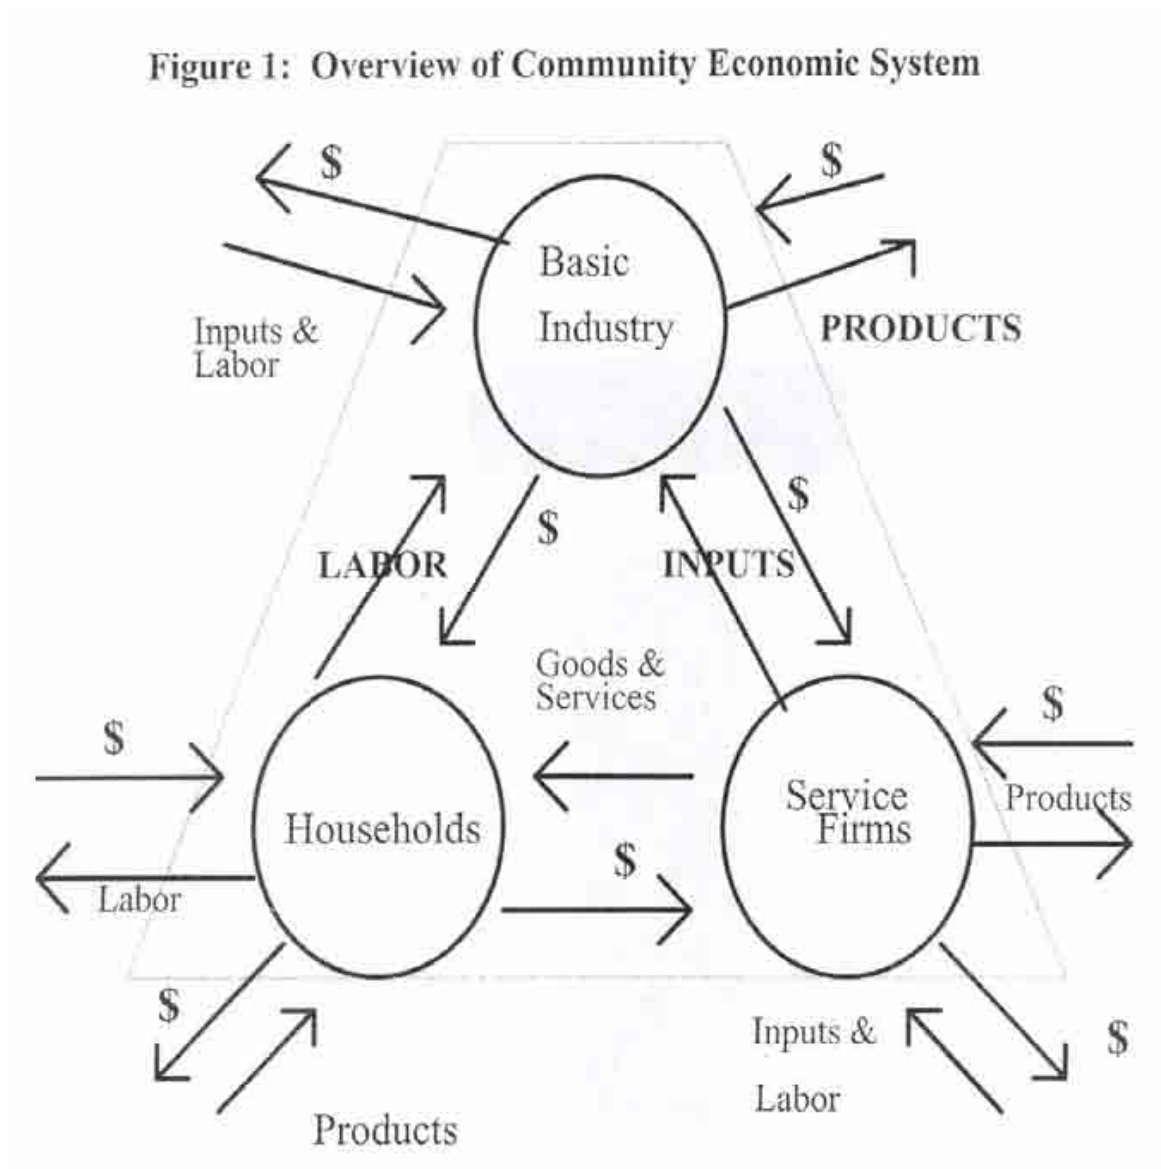 Figure 1: Overview of Community Economic System
$
$
Basic
Industry
Inputs &
Labor
PRODUCTS
$
$
LABOR
INPUTS
Goods &
Services
$
$
Households
Service
Firms
Products
$
Labor
$
Inputs &
Labor
$
Products